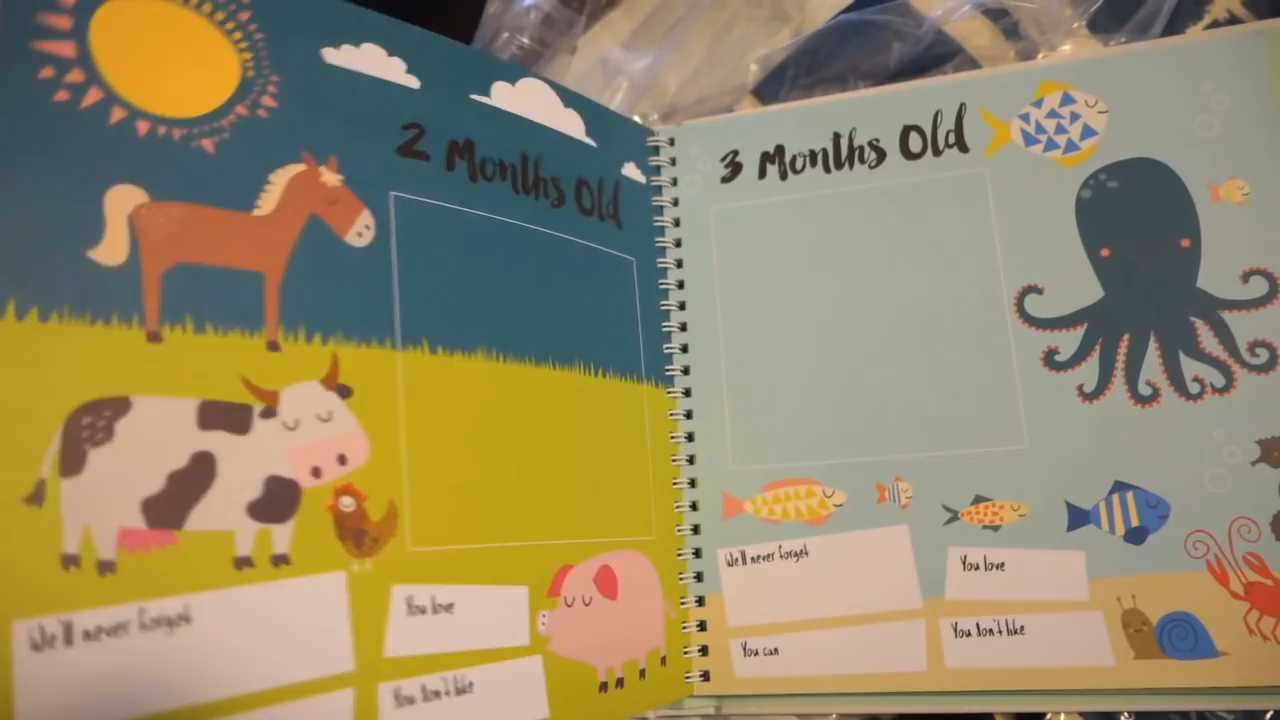 2 Months Old
We'll never forget
You love
You don't like
3 Months Old
We'll never forget
You love
You can
You don't like